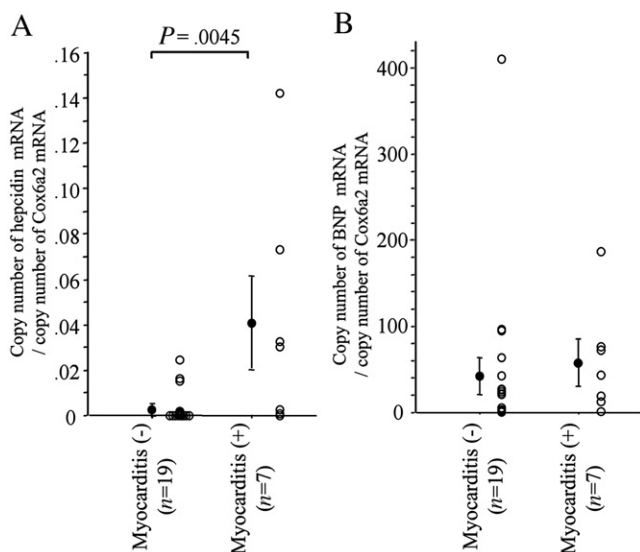 A
P= .0045
Copy number of hepcidin mRNA
/ copy number of Cox6a2 mRNA
.16
.14
.12
.10
.08
.06
.04
.02
0
Myocarditis (-)
(n=19)
Myocarditis (+)
(n=7)
B
Copy number of BNP mRNA
/ copy number of Cox6a2 mRNA
400
300
200
100
0
Myocarditis (-)
(n=19)
Myocarditis (+)
(n=7)